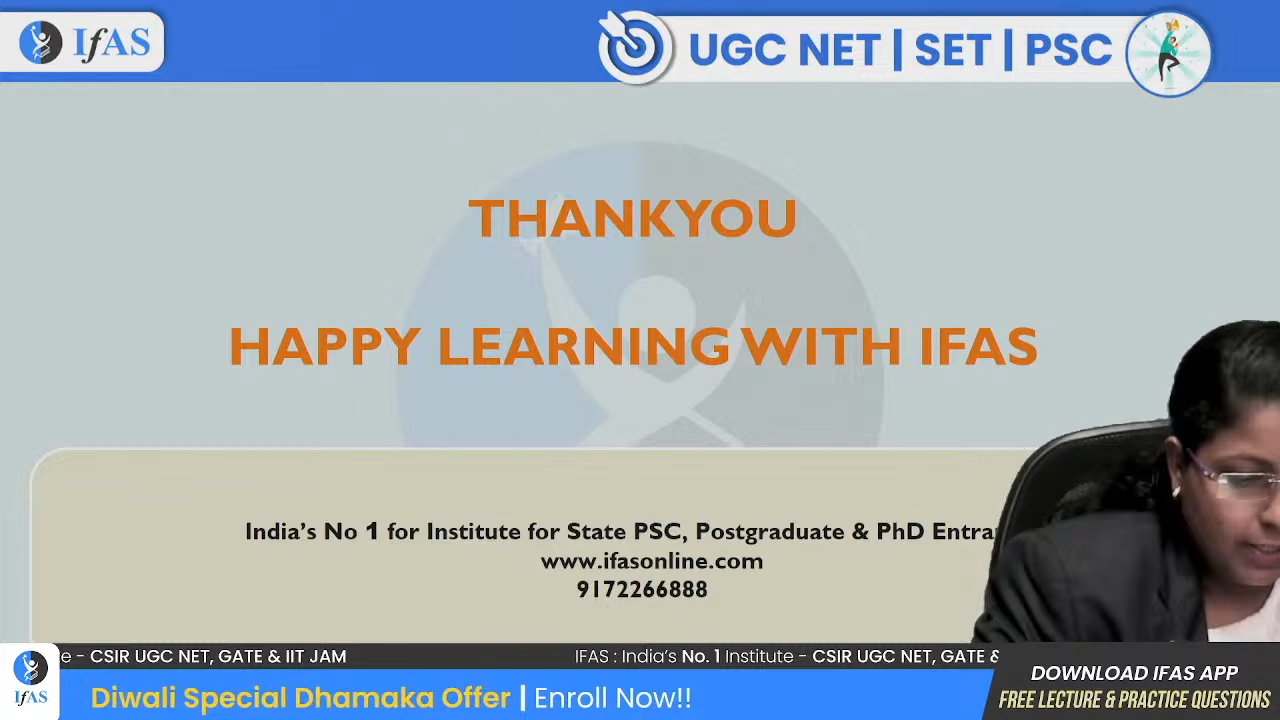 IfAS
UGC NET | SET | PSC
THANKYOU
HAPPY LEARNING WITH IFAS
India's No 1 for Institute for State PSC, Postgraduate & PhD
www.ifasonline.com
9172266888
- CSIR UGC NET, GATE & IIT JAM
IFAS : India's No. 1 Institute - CSIR UGC NET, GATE &
DOWNLOAD IFAS APP
FREE LECTURE & PRACTICE QUESTIONS
IfAS
Diwali Special Dhamaka Offer | Enroll Now!!